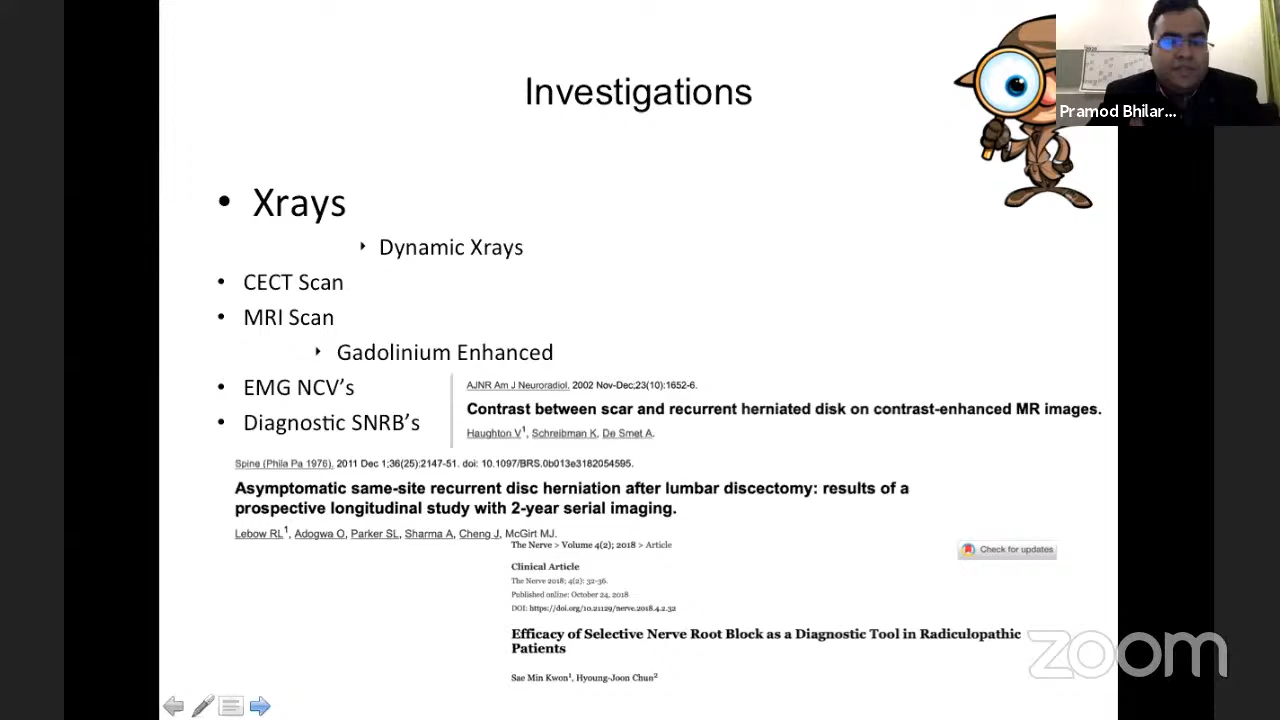 Investigations
Pramod Bhilar...
• Xrays
‣ Dynamic Xrays
• CECT Scan
• MRI Scan
‣ Gadolinium Enhanced
• EMG NCV's
• Diagnostic SNRB's
AJNR Am J Neuroradiol. 2002 Nov-Dec;23(10):1652-6.
Contrast between scar and recurrent herniated disk on contrast-enhanced MR images.
Haughton V1, Schreibman K, De Smet A.
Spine (Phila Pa 1976). 2011 Dec 1;36(25):2147-51. doi: 10.1097/BRS.0b013e3182054595.
Asymptomatic same-site recurrent disc herniation after lumbar discectomy: results of a
prospective longitudinal study with 2-year serial imaging.
Lebow RL1, Adogwa O, Parker SL, Sharma A, Cheng J, McGirt MJ.
The Nerve > Volume 4(2); 2018 > Article
Check for updates
Clinical Article
The Nerve 2018; 4(2): 32-36.
Published online: October 24, 2018
DOI: https://doi.org/10.21129/nerve.2018.4.2.32
Efficacy of Selective Nerve Root Block as a Diagnostic Tool in Radiculopathic
Patients
Sae Min Kwon1, Hyoung-Joon Chun2
zoom